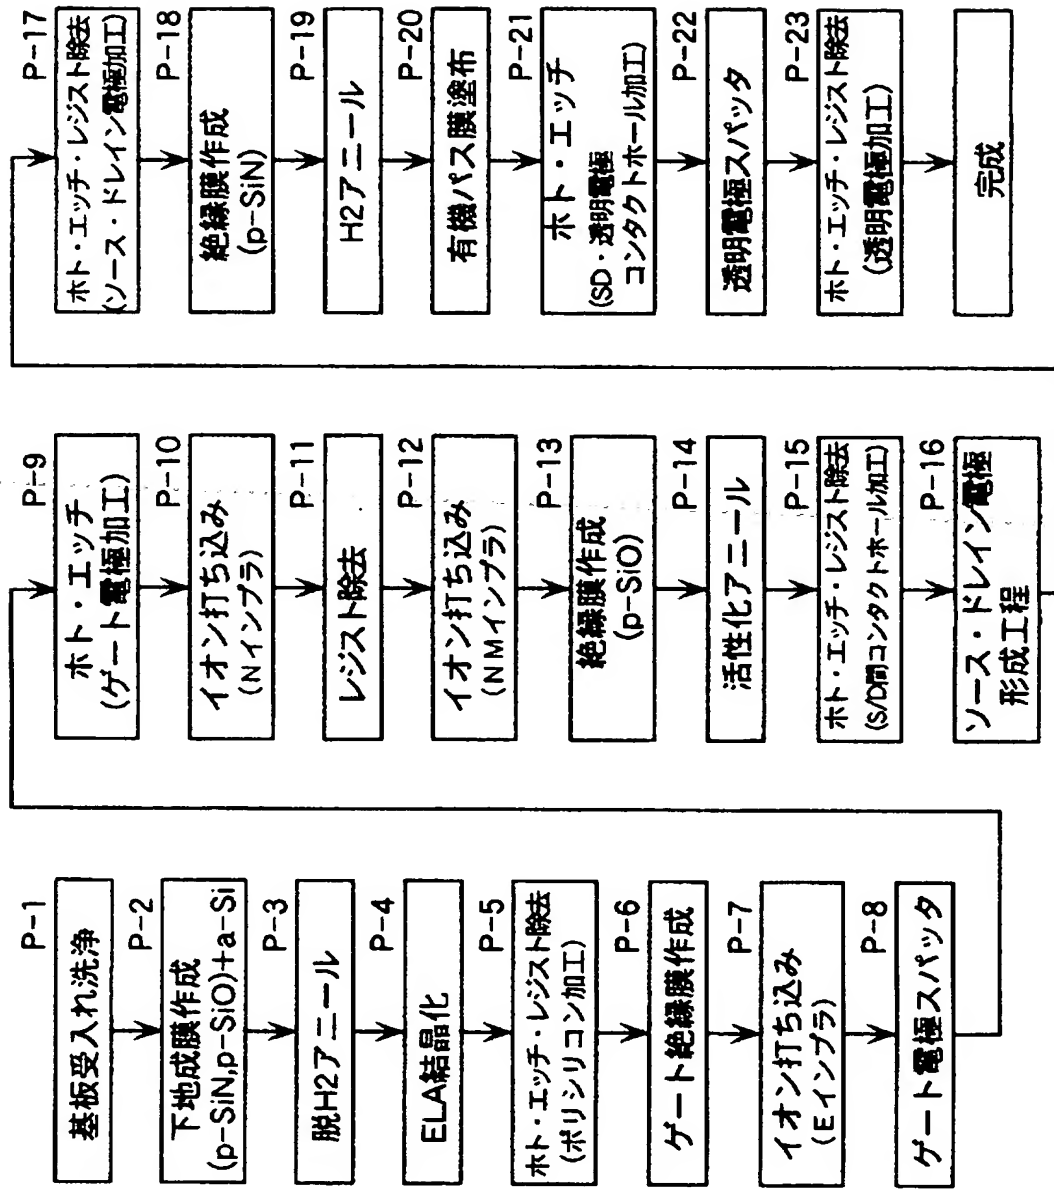 P-1
基板受入れ洗浄
P-2
下地成膜作成
(p-SiN,p-SiO)+a-Si
P-3
脱H2アニール
P-4
ELA結晶化
P-5
ホト・エッチ・レジスト除去
(ポリシリコン加工)
P-6
ゲート絶縁膜作成
P-7
イオン打ち込み
(Eインプラ)
P-8
ゲート電極スパッタ
P-9
ホト・エッチ
(ゲート電極加工)
P-10
イオン打ち込み
(Nインプラ)
P-11
レジスト除去
P-12
イオン打ち込み
(NMインプラ)
P-13
絶縁膜作成
(p-SiO)
P-14
活性化アニール
P-15
ホト・エッチ・レジスト除去
(S/D間コンタクトホール加工)
P-16
ソース・ドレイン電極
形成工程
P-17
ホト・エッチ・レジスト除去
(ソース・ドレイン電極加工)
P-18
絶縁膜作成
(p-SiN)
P-19
H2アニール
P-20
有機パス膜塗布
P-21
ホト・エッチ
(SD・透明電極
コンタクトホール加工)
P-22
透明電極スパッタ
P-23
ホト・エッチ・レジスト除去
(透明電極加工)
完成